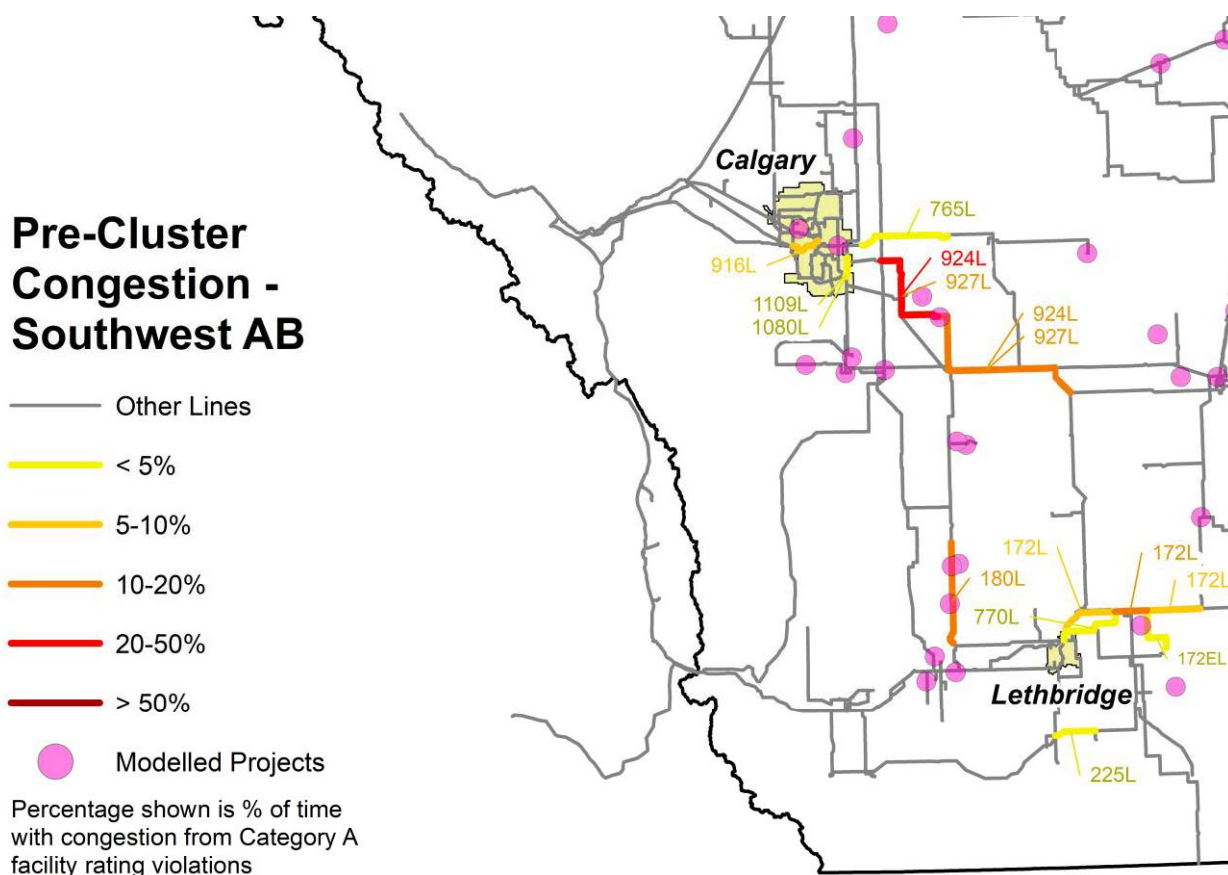 Pre-Cluster
Congestion -
Southwest AB
Other Lines
< 5%
5-10%
10-20%
20-50%
> 50%
Modelled Projects
Percentage shown is % of time
with congestion from Category A
facility rating violations
Calgary
765L
916L
924L
927L
1109L
1080L
924L
927L
172L
172L
172L
180L
770L
172EL
Lethbridge
225L